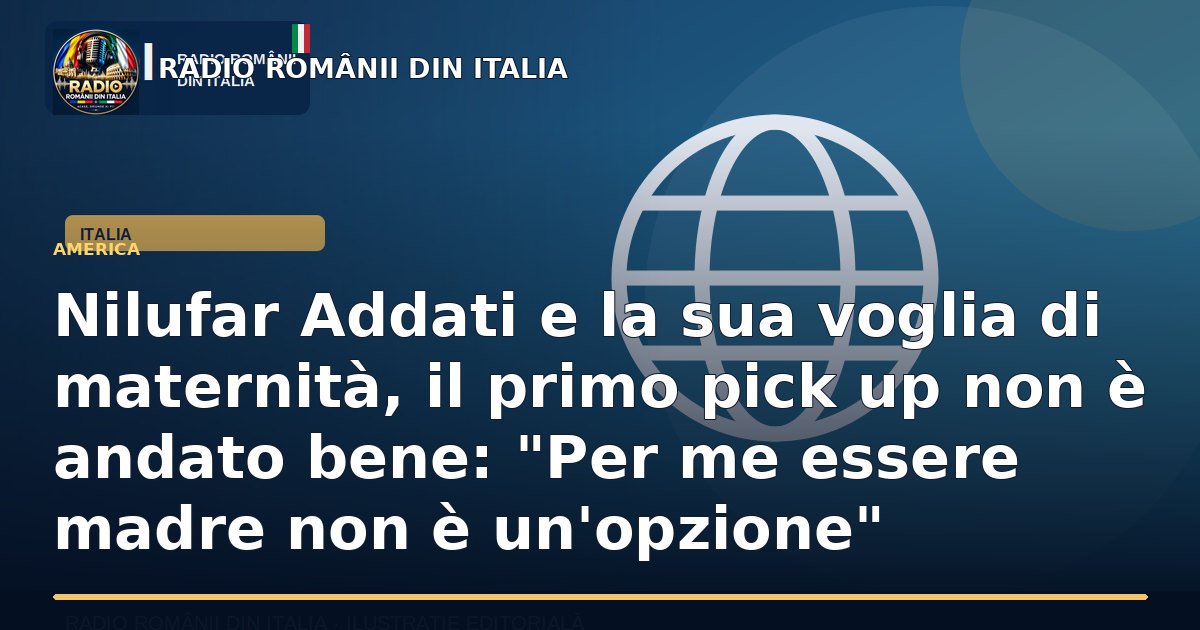 RADIO ROMÂNII
DIN ITALIA
RADIO ROMÂNII DIN ITALIA
RADIO
ROMÂNII DIN ITALIA
ITALIA
AMERICA
Nilufar Addati e la sua voglia di
maternità, il primo pick up non è
andato bene: "Per me essere
madre non è un'opzione"
RADIO ROMÂNII DIN ITALIA · ILUSTRAȚIE EDITORIALĂ